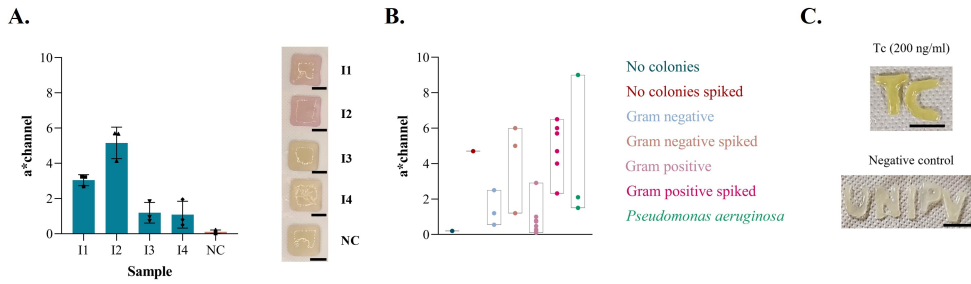 A.
10
8
6
4
2
0
a*channel
I1 I2 I3 I4 NC
Sample
I1
I2
I3
I4
NC
B.
10
8
6
4
2
0
a*channel
No colonies
No colonies spiked
Gram negative
Gram negative spiked
Gram positive
Gram positive spiked
Pseudomonas aeruginosa
C.
Tc (200 ng/ml)
TC
Negative control
UNIPV